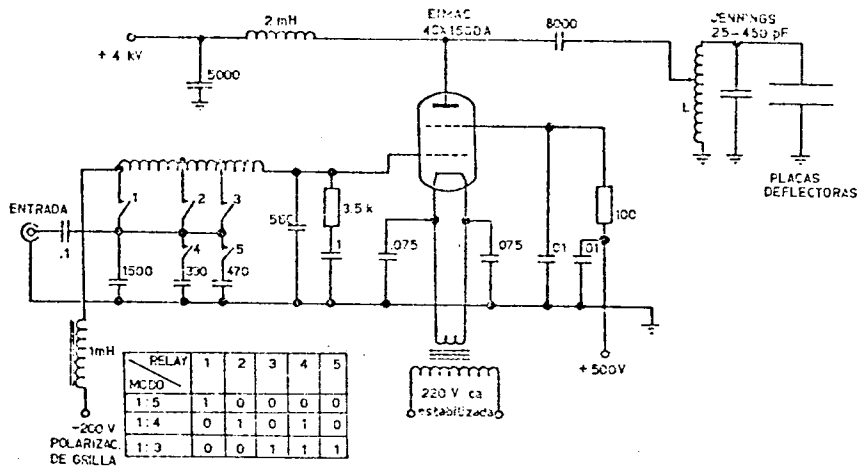 EIMAC
4CX1500A
2 mH
8000
JENNINGS
25-450 pF
+ 4 kV
5000
L
PLACAS
DEFLECTORAS
ENTRADA
.1
1
2
3
4
5
1500
330
470
560
3.5 k
.1
.075
.075
.01
.01
100
1mH
+500V
220 V ca
estabilizada
-200 V
POLARIZAC.
DE GRILLA
RELAY 1 2 3 4 5
MODO
1:5 1 0 0 0 0
1:4 0 1 0 1 0
1:3 0 0 1 1 1